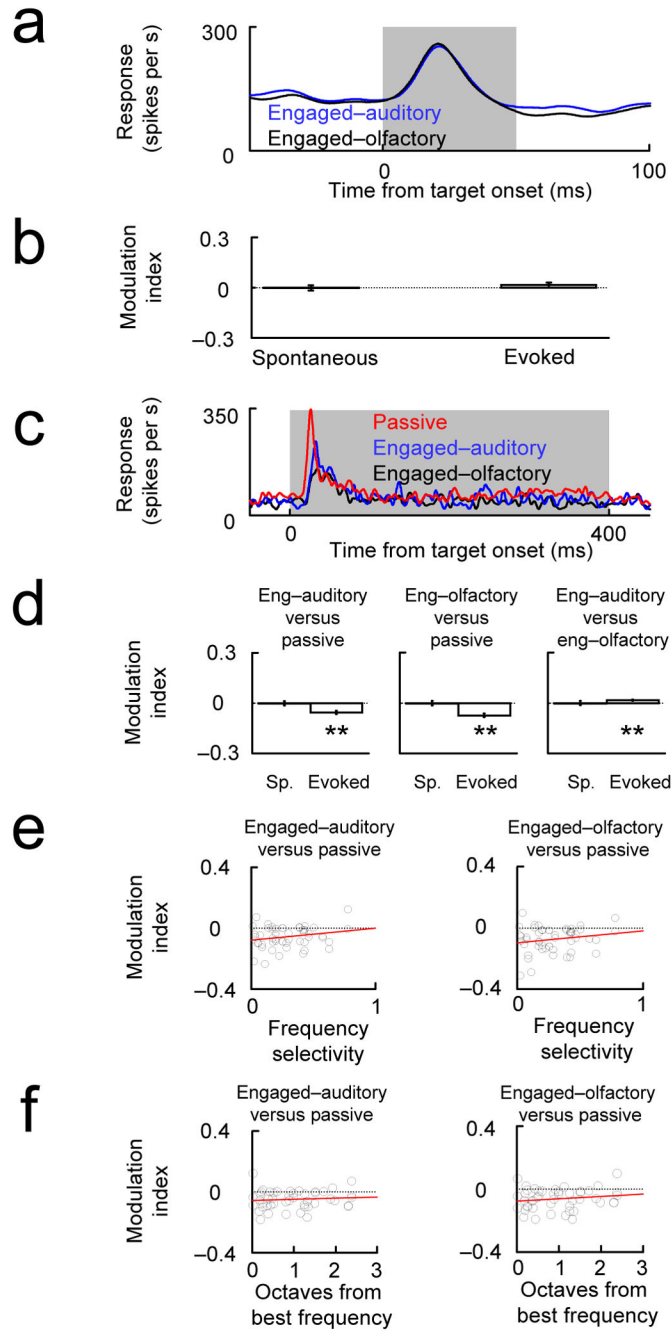 a
300
Response
(spikes per s)
Engaged–auditory
Engaged–olfactory
0
0
100
Time from target onset (ms)
b
0.3
Modulation
index
0
–0.3
Spontaneous
Evoked
c
350
Response
(spikes per s)
Passive
Engaged–auditory
Engaged–olfactory
0
0
400
Time from target onset (ms)
d
Eng–auditory
versus
passive
Eng–olfactory
versus
passive
Eng–auditory
versus
eng–olfactory
0.3
Modulation
index
0
–0.3
**
**
**
Sp. Evoked
Sp. Evoked
Sp. Evoked
e
Engaged–auditory
versus passive
Engaged–olfactory
versus passive
0.4
0.4
Modulation
index
0
0
–0.4
–0.4
0
1
0
1
Frequency
selectivity
Frequency
selectivity
f
Engaged–auditory
versus passive
Engaged–olfactory
versus passive
0.4
0.4
Modulation
index
0
0
–0.4
–0.4
0 1 2 3
0 1 2 3
Octaves from
best frequency
Octaves from
best frequency